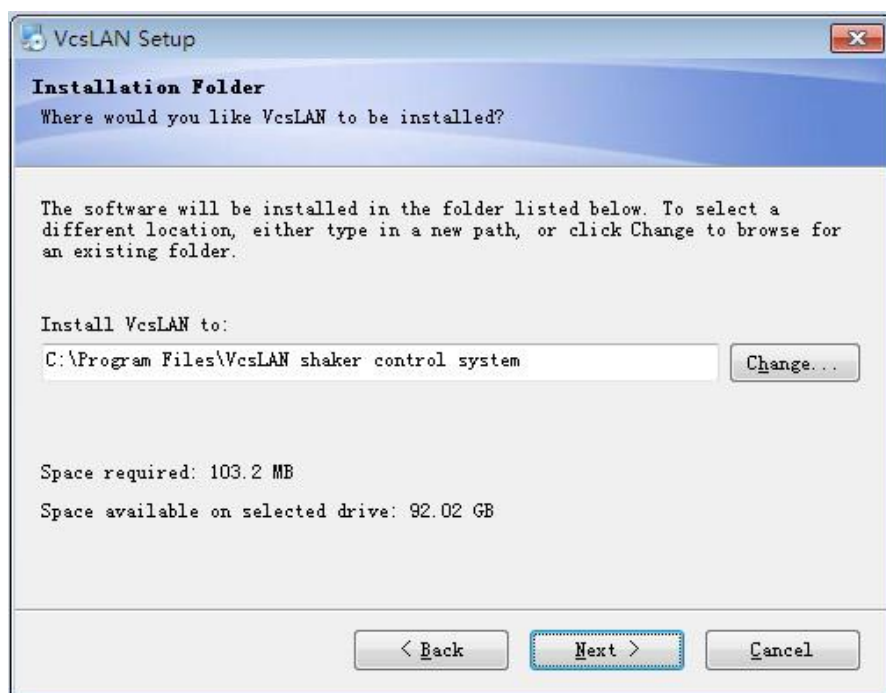 VcsLAN Setup
Installation Folder
Where would you like VcsLAN to be installed?
The software will be installed in the folder listed below. To select a
different location, either type in a new path, or click Change to browse for
an existing folder.
Install VcsLAN to:
C:\Program Files\VcsLAN shaker control system
Change...
Space required: 103.2 MB
Space available on selected drive: 92.02 GB
< Back
Next >
Cancel